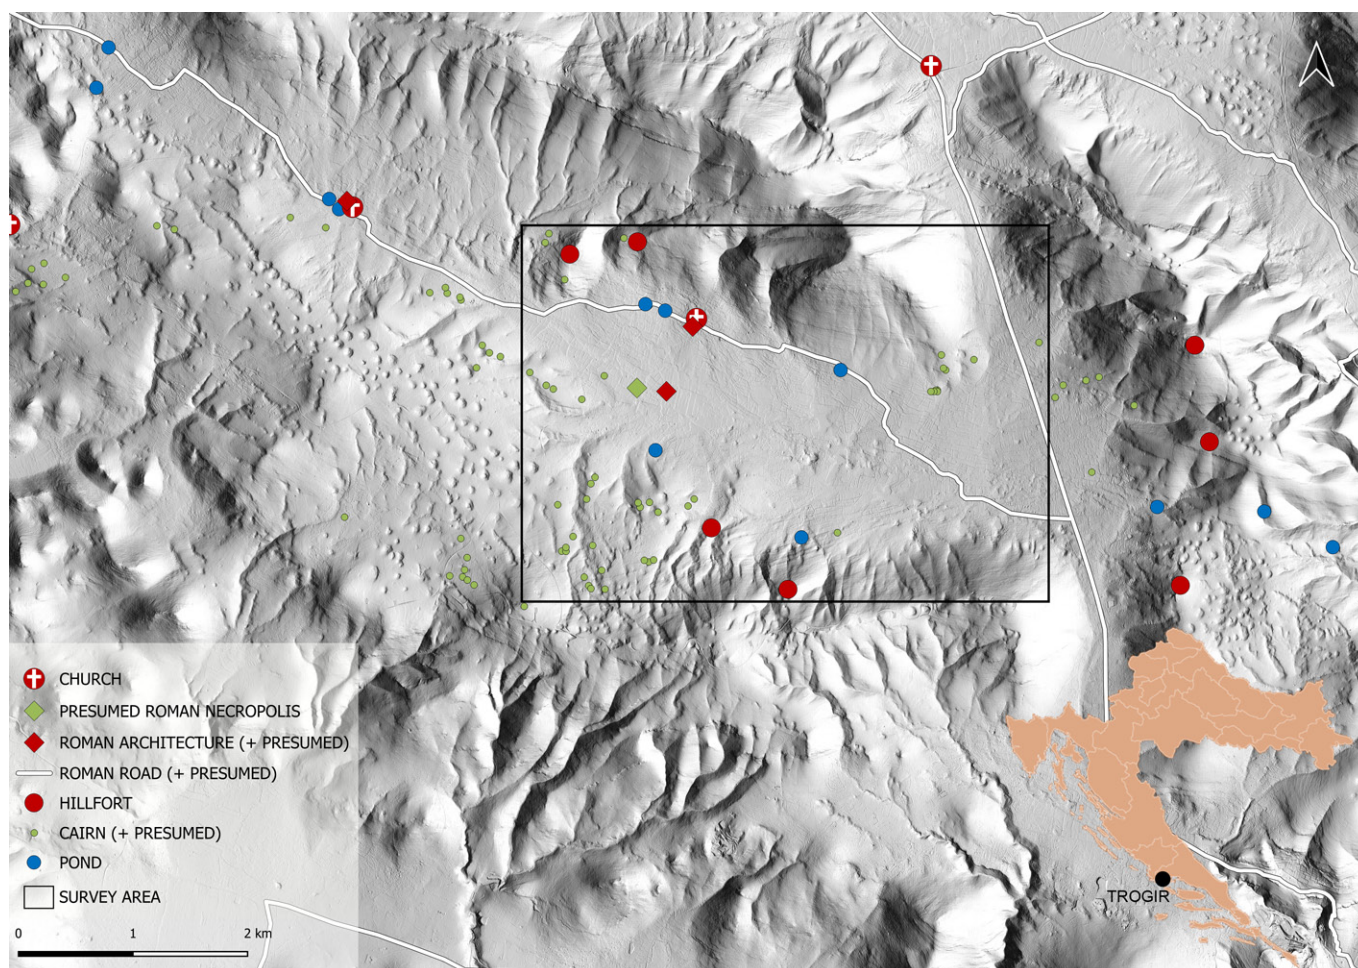 CHURCH
PRESUMED ROMAN NECROPOLIS
ROMAN ARCHITECTURE (+ PRESUMED)
ROMAN ROAD (+ PRESUMED)
HILLFORT
CAIRN (+ PRESUMED)
POND
SURVEY AREA
0 1 2 km
TROGIR